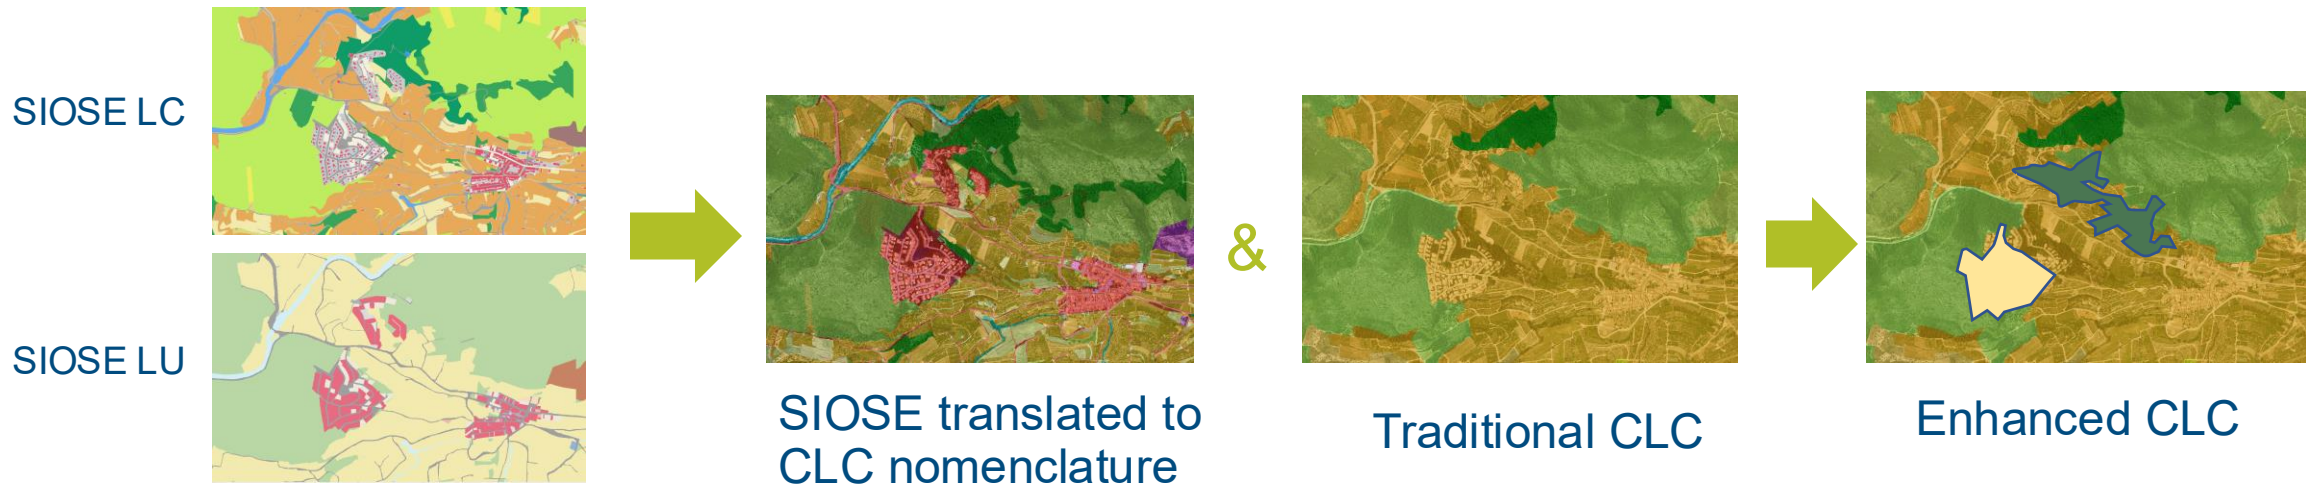 SIOSE LC
SIOSE LU
SIOSE translated to
CLC nomenclature
&
Traditional CLC
Enhanced CLC